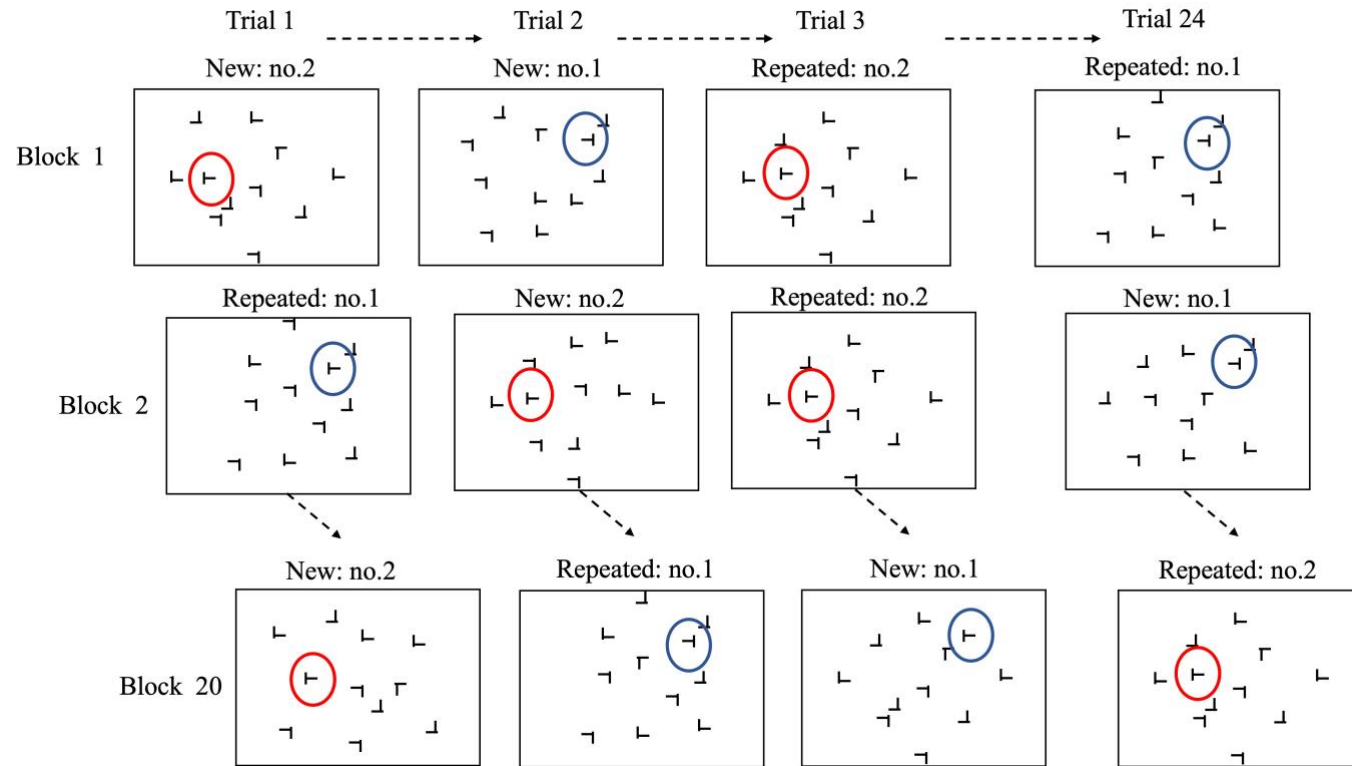 Trial 1 Trial 2 Trial 3 Trial 24
New: no.2 New: no.1 Repeated: no.2 Repeated: no.1
Block 1
Repeated: no.1 New: no.2 Repeated: no.2 New: no.1
Block 2
New: no.2 Repeated: no.1 New: no.1 Repeated: no.2
Block 20